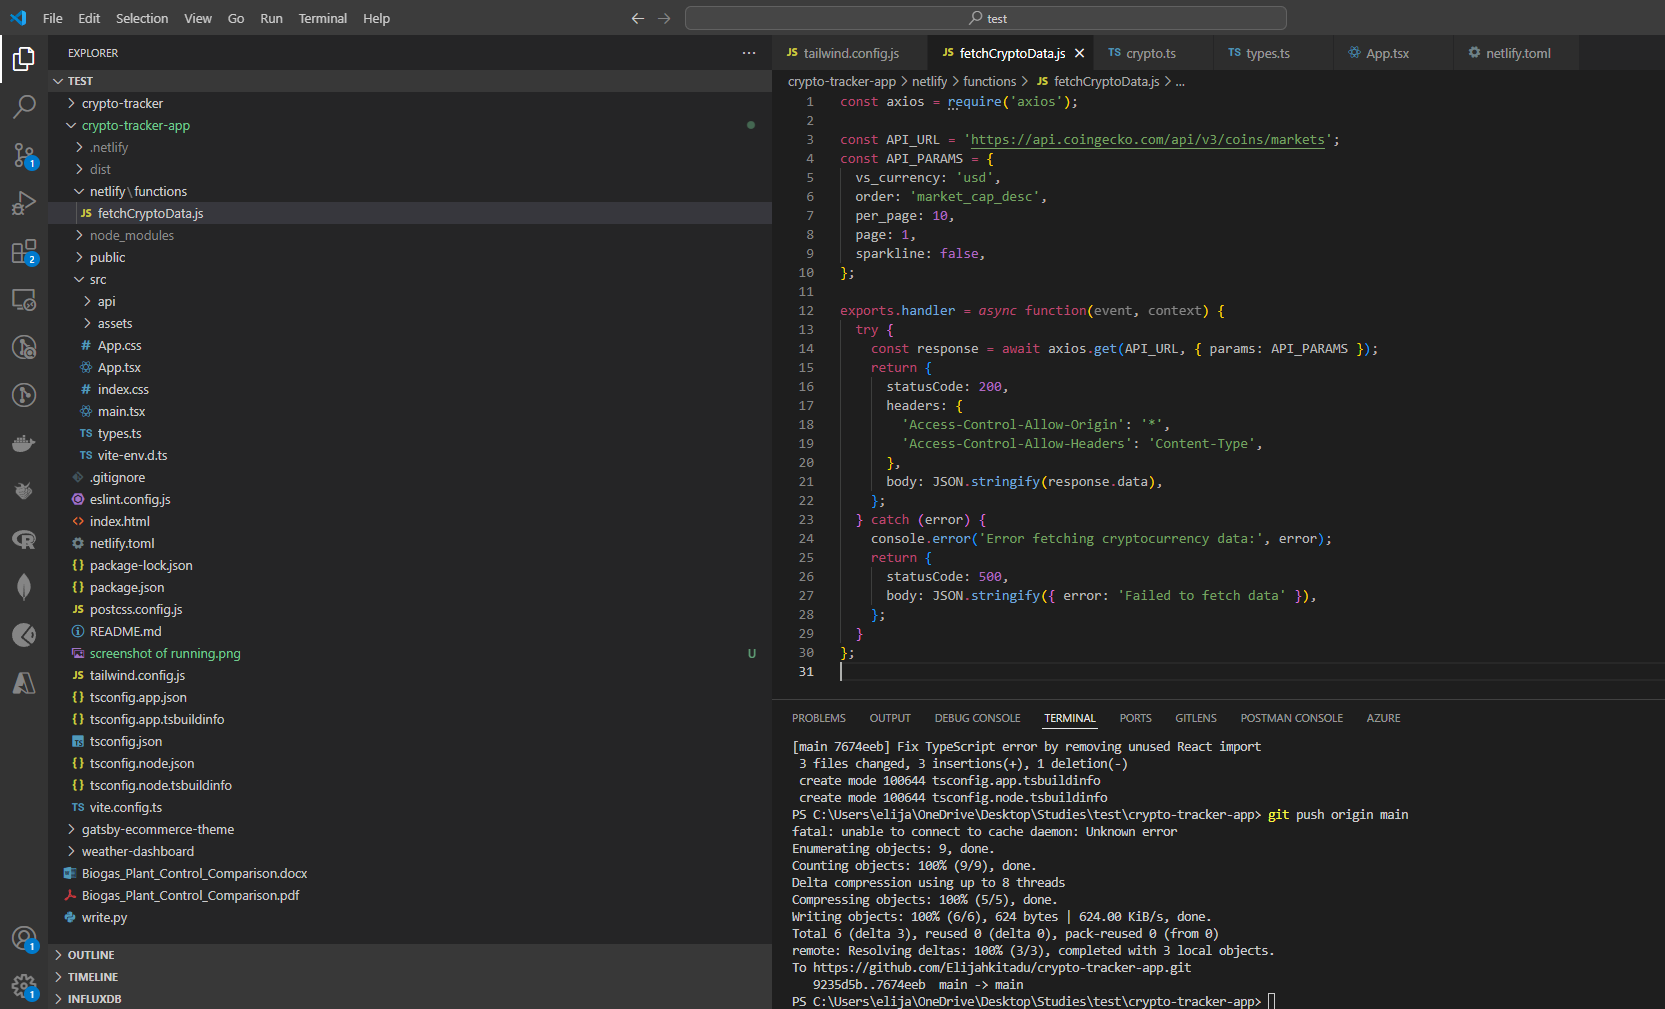 File Edit Selection View Go Run Terminal Help
test
EXPLORER
TEST
crypto-tracker
crypto-tracker-app
.netlify
dist
netlify\functions
JS fetchCryptoData.js
node_modules
public
src
api
assets
# App.css
App.tsx
# index.css
main.tsx
TS types.ts
TS vite-env.d.ts
.gitignore
eslint.config.js
<> index.html
netlify.toml
{} package-lock.json
{} package.json
JS postcss.config.js
README.md
screenshot of running.png U
JS tailwind.config.js
{} tsconfig.app.json
{} tsconfig.app.tsbuildinfo
TS tsconfig.json
{} tsconfig.node.json
{} tsconfig.node.tsbuildinfo
TS vite.config.ts
gatsby-ecommerce-theme
weather-dashboard
Biogas_Plant_Control_Comparison.docx
Biogas_Plant_Control_Comparison.pdf
write.py
OUTLINE
TIMELINE
INFLUXDB
1
2
1
1
JS tailwind.config.js JS fetchCryptoData.js TS crypto.ts TS types.ts App.tsx netlify.toml
crypto-tracker-app > netlify > functions > JS fetchCryptoData.js > ...
1 const axios = require('axios');
2
3 const API_URL = 'https://api.coingecko.com/api/v3/coins/markets';
4 const API_PARAMS = {
5 vs_currency: 'usd',
6 order: 'market_cap_desc',
7 per_page: 10,
8 page: 1,
9 sparkline: false,
10 };
11
12 exports.handler = async function(event, context) {
13 try {
14 const response = await axios.get(API_URL, { params: API_PARAMS });
15 return {
16 statusCode: 200,
17 headers: {
18 'Access-Control-Allow-Origin': '*',
19 'Access-Control-Allow-Headers': 'Content-Type',
20 },
21 body: JSON.stringify(response.data),
22 };
23 } catch (error) {
24 console.error('Error fetching cryptocurrency data:', error);
25 return {
26 statusCode: 500,
27 body: JSON.stringify({ error: 'Failed to fetch data' }),
28 };
29 }
30 };
31
PROBLEMS OUTPUT DEBUG CONSOLE TERMINAL PORTS GITLENS POSTMAN CONSOLE AZURE
[main 7674eeb] Fix TypeScript error by removing unused React import
3 files changed, 3 insertions(+), 1 deletion(-)
create mode 100644 tsconfig.app.tsbuildinfo
create mode 100644 tsconfig.node.tsbuildinfo
PS C:\Users\elija\OneDrive\Desktop\Studies\test\crypto-tracker-app> git push origin main
fatal: unable to connect to cache daemon: Unknown error
Enumerating objects: 9, done.
Counting objects: 100% (9/9), done.
Delta compression using up to 8 threads
Compressing objects: 100% (5/5), done.
Writing objects: 100% (6/6), 624 bytes | 624.00 KiB/s, done.
Total 6 (delta 3), reused 0 (delta 0), pack-reused 0 (from 0)
remote: Resolving deltas: 100% (3/3), completed with 3 local objects.
To https://github.com/Elijahkitadu/crypto-tracker-app.git
9235d5b..7674eeb main -> main
PS C:\Users\elija\OneDrive\Desktop\Studies\test\crypto-tracker-app>